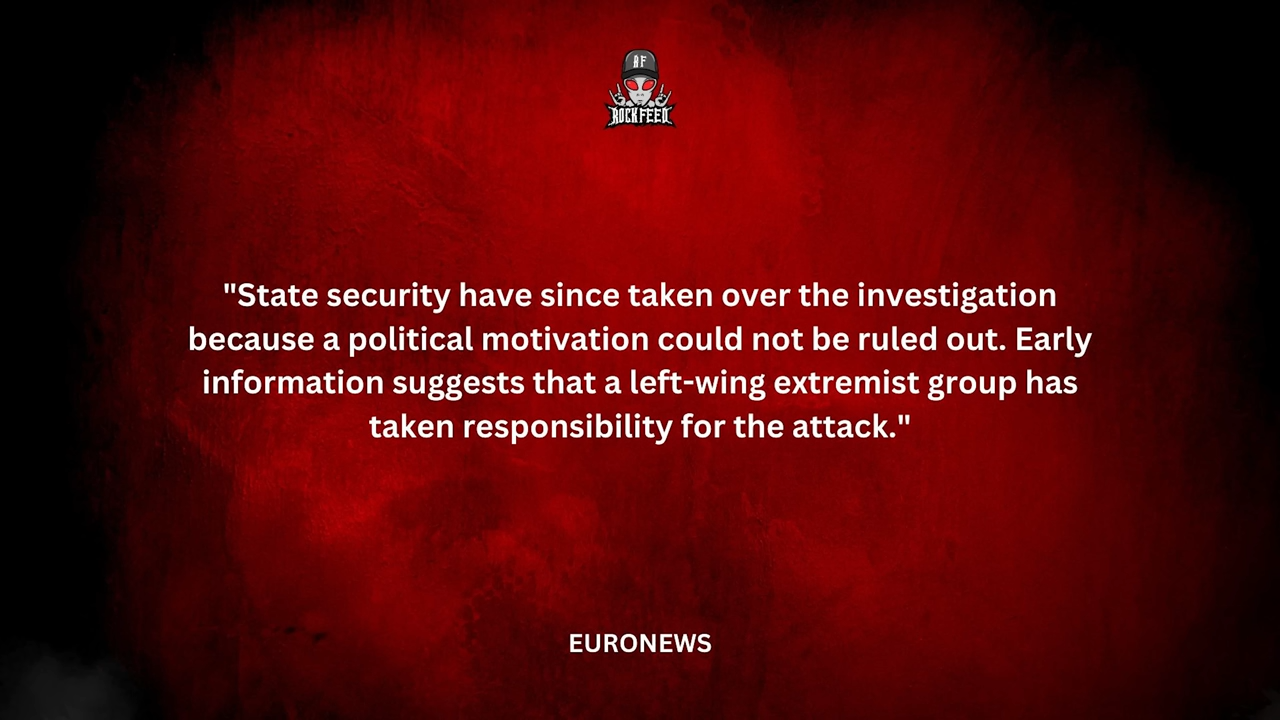 RF
ROCKFEED
"State security have since taken over the investigation
because a political motivation could not be ruled out. Early
information suggests that a left-wing extremist group has
taken responsibility for the attack."
EURONEWS